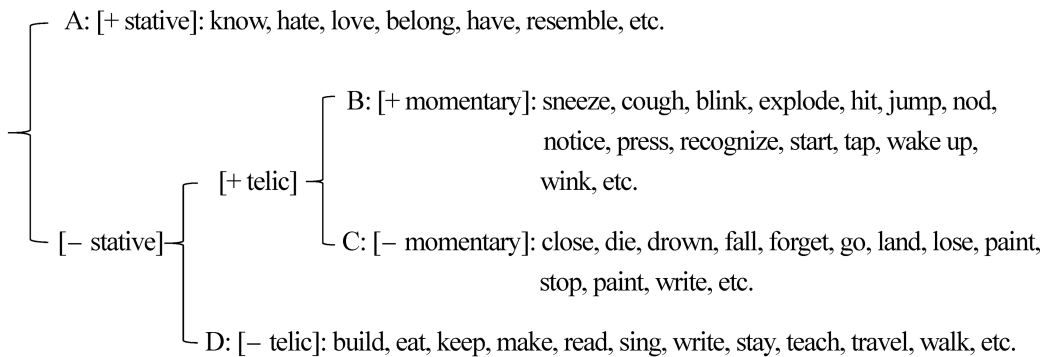 A: [+ stative]: know, hate, love, belong, have, resemble, etc.
B: [+ momentary]: sneeze, cough, blink, explode, hit, jump, nod,
notice, press, recognize, start, tap, wake up,
wink, etc.
[+ telic]
[– stative]
C: [– momentary]: close, die, drown, fall, forget, go, land, lose, paint,
stop, paint, write, etc.
D: [– telic]: build, eat, keep, make, read, sing, write, stay, teach, travel, walk, etc.